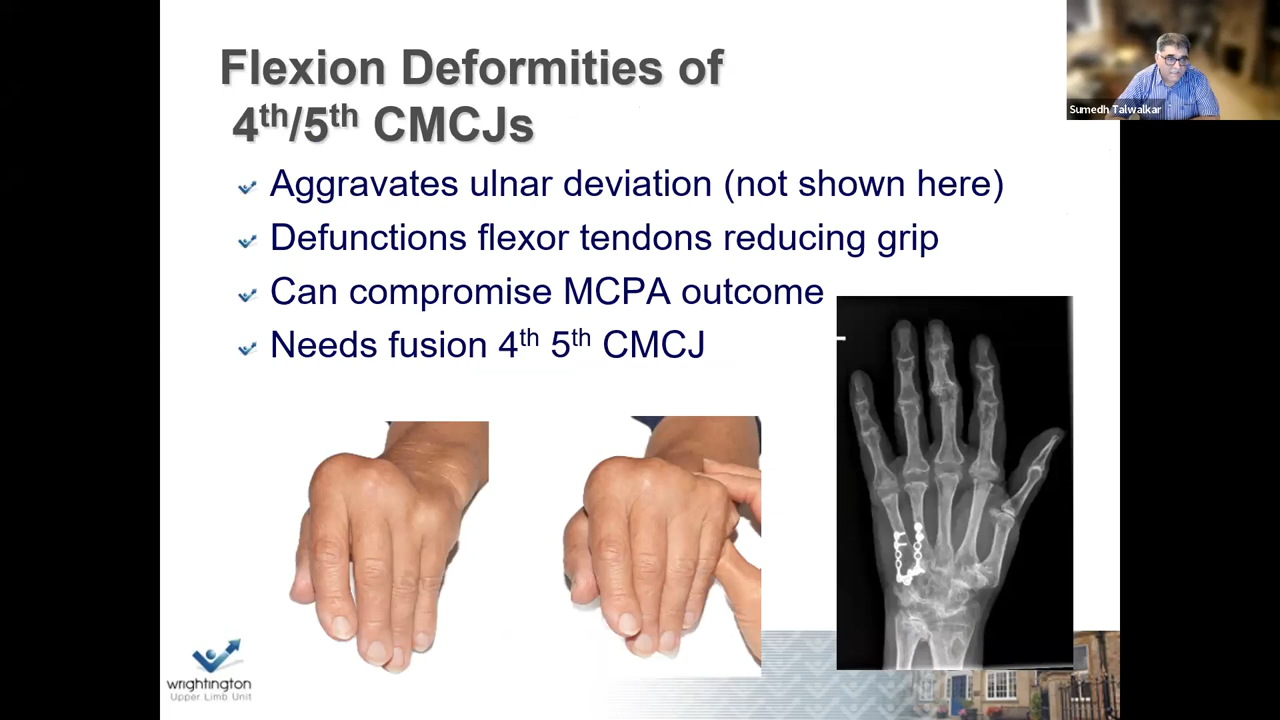 Flexion Deformities of
4th/5th CMCJs
Aggravates ulnar deviation (not shown here)
Defunctions flexor tendons reducing grip
Can compromise MCPA outcome
Needs fusion 4th 5th CMCJ
Sumedh Talwalkar
wrightington
Upper Limb Unit